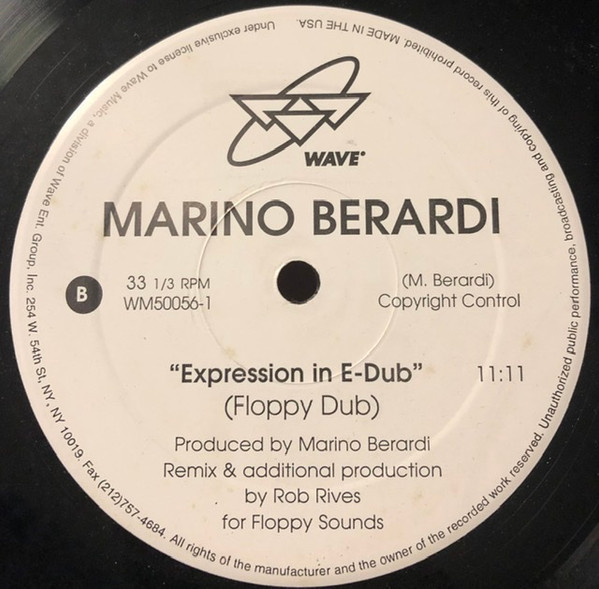 WAVE®
MARINO BERARDI
B
33 1/3 RPM
WM50056-1
(M. Berardi)
Copyright Control
“Expression in E-Dub” 11:11
(Floppy Dub)
Produced by Marino Berardi
Remix & additional production
by Rob Rives
for Floppy Sounds
Under exclusive license to Wave Music, a division of Wave Ent. Group, Inc. 254 W. 54th St, NY, NY 10019. Fax (212)757-4684. All rights of the manufacturer and the owner of the recorded work reserved. Unauthorized public performance, broadcasting and copying of this record prohibited. MADE IN THE USA.